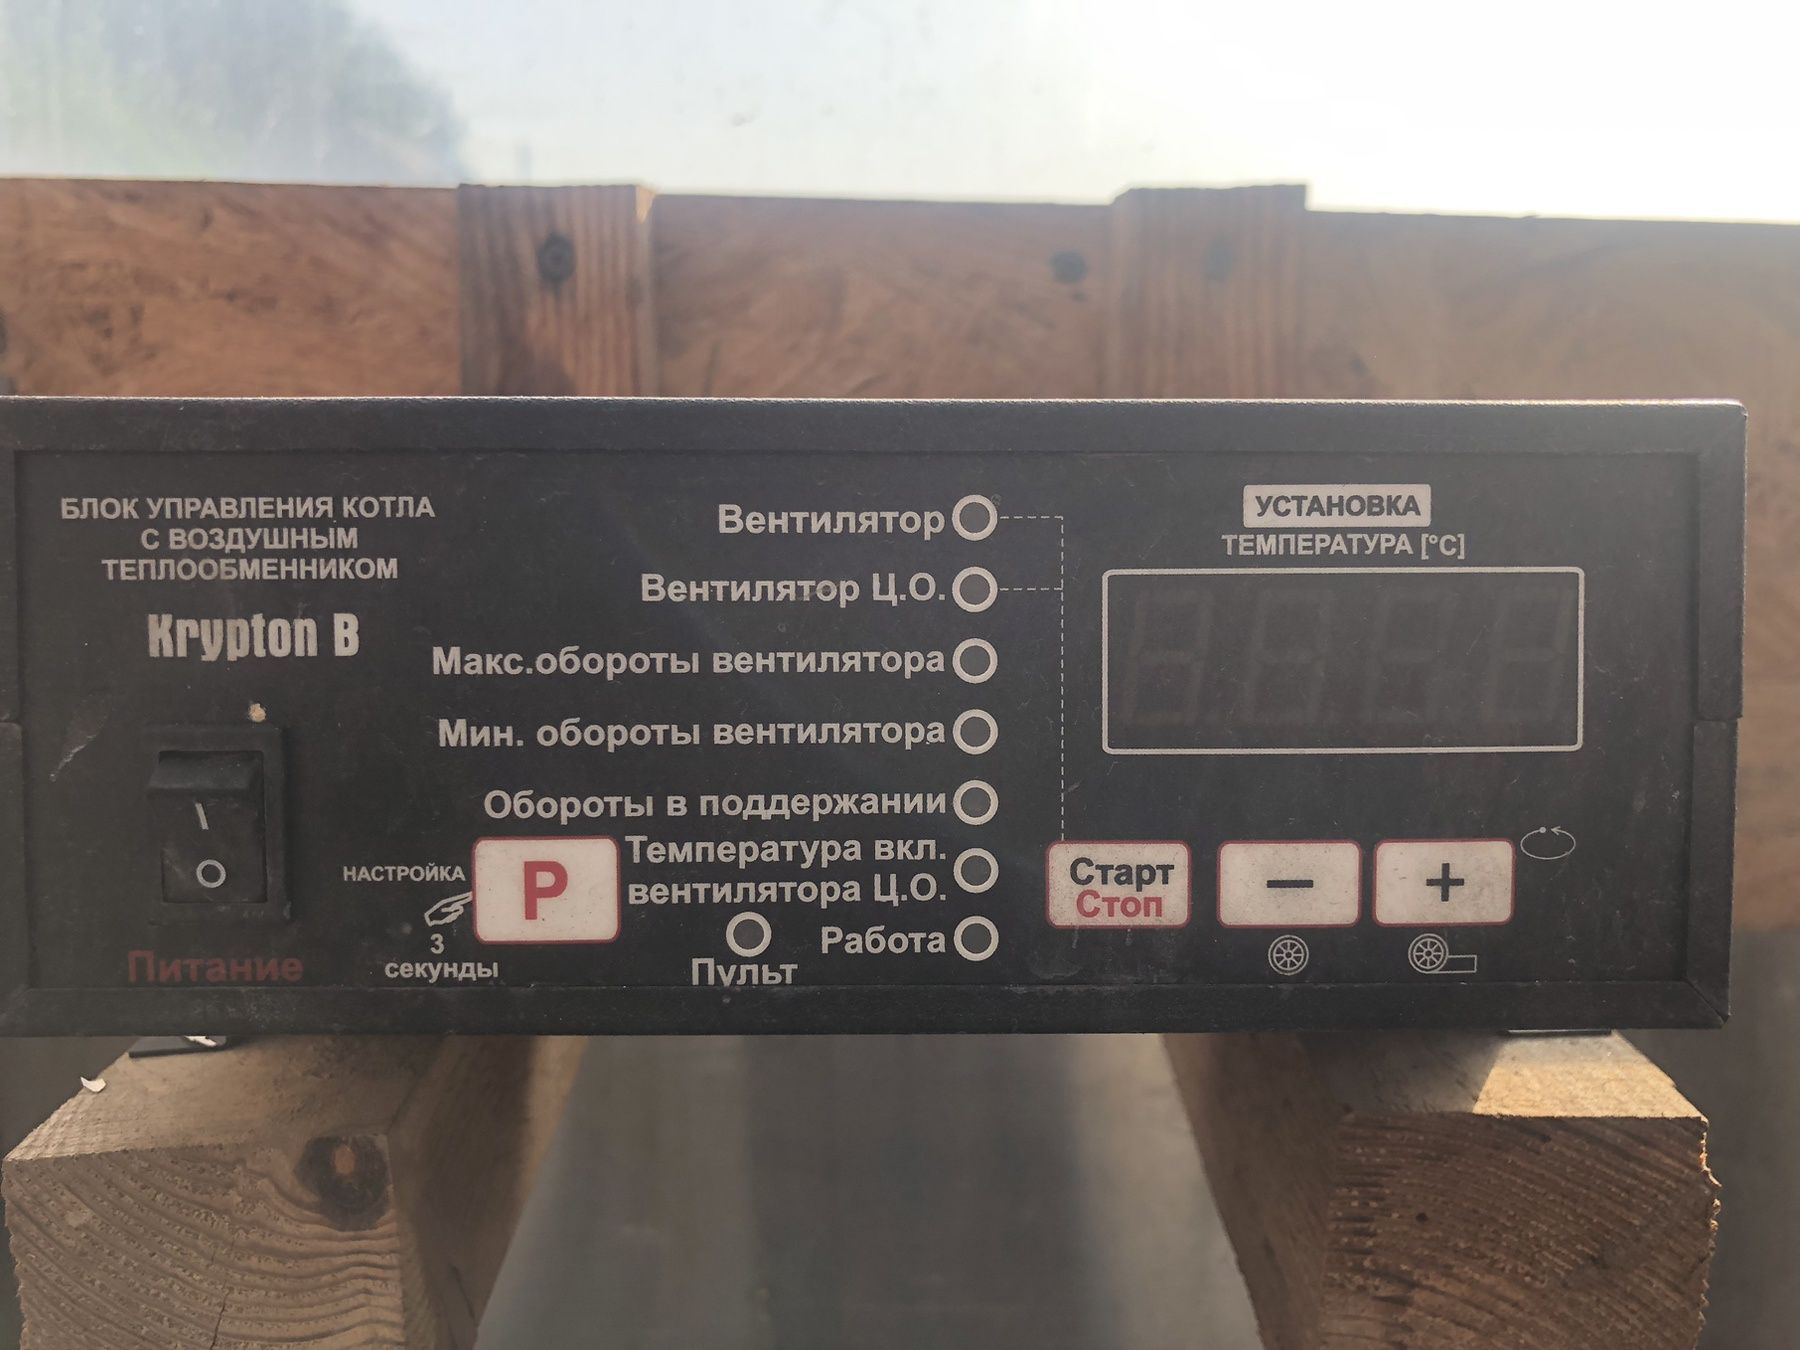 БЛОК УПРАВЛЕНИЯ КОТЛА
С ВОЗДУШНЫМ
ТЕПЛООБМЕННИКОМ
Krypton B
Питание
НАСТРОЙКА
3
секунды
P
Вентилятор
Вентилятор Ц.О.
Макс.обороты вентилятора
Мин. обороты вентилятора
Обороты в поддержании
Температура вкл.
вентилятора Ц.О.
Работа
Пульт
УСТАНОВКА
ТЕМПЕРАТУРА [°C]
Старт
Стоп
−
+